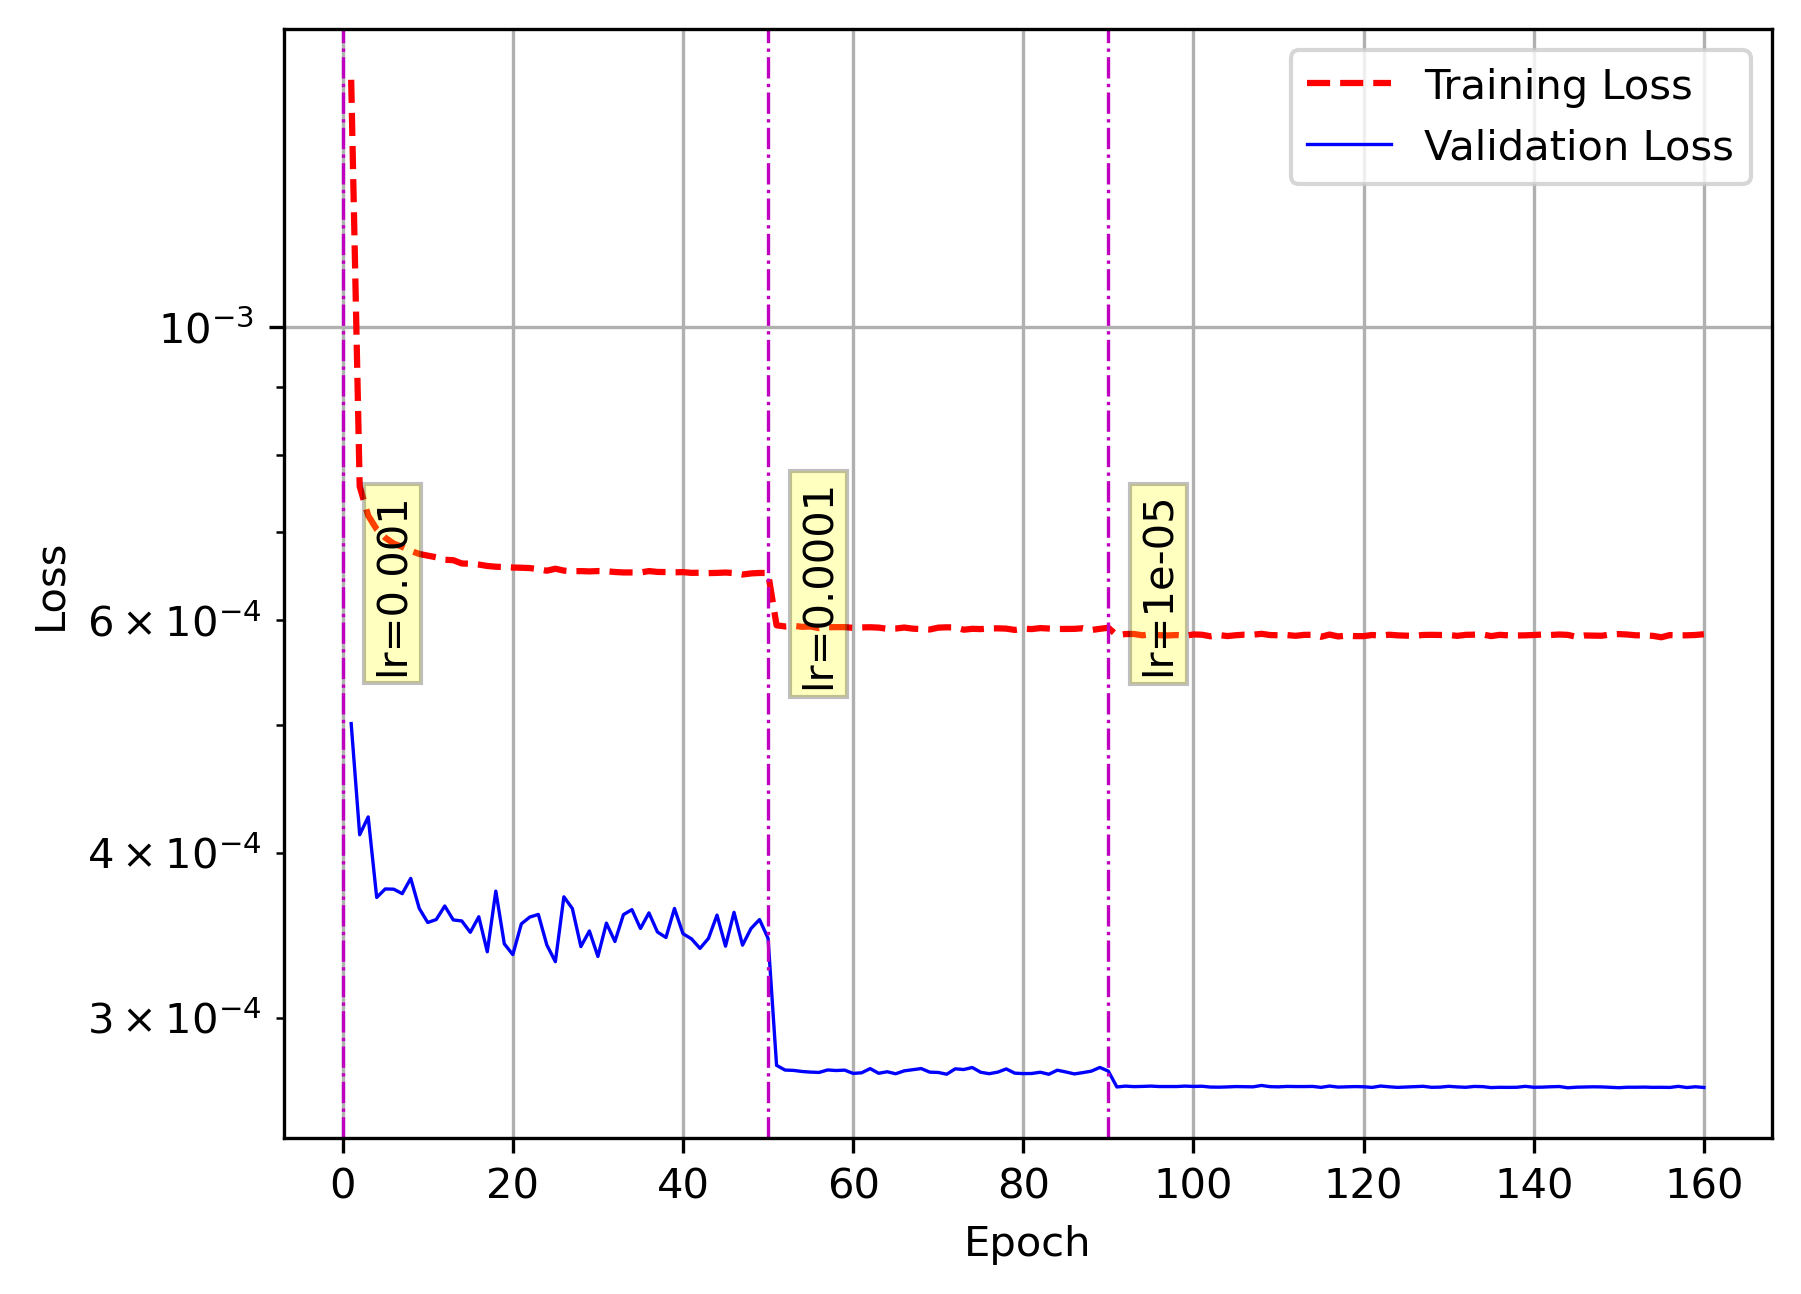 Training Loss
Validation Loss
10⁻³
6 × 10⁻⁴
4 × 10⁻⁴
3 × 10⁻⁴
Loss
lr=0.001
lr=0.0001
lr=1e-05
0 20 40 60 80 100 120 140 160
Epoch